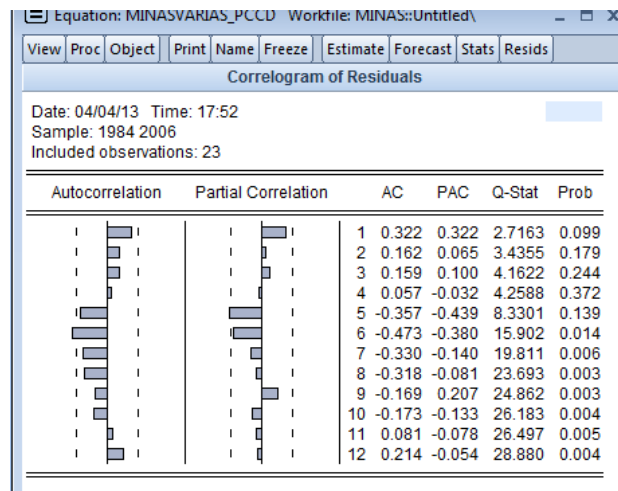 Equation: MINASVARIAS_PCCD Workfile: MINAS::Untitled\
View Proc Object Print Name Freeze Estimate Forecast Stats Resids
Correlogram of Residuals
Date: 04/04/13 Time: 17:52
Sample: 1984 2006
Included observations: 23
Autocorrelation Partial Correlation AC PAC Q-Stat Prob
1 0.322 0.322 2.7163 0.099
2 0.162 0.065 3.4355 0.179
3 0.159 0.100 4.1622 0.244
4 0.057 -0.032 4.2588 0.372
5 -0.357 -0.439 8.3301 0.139
6 -0.473 -0.380 15.902 0.014
7 -0.330 -0.140 19.811 0.006
8 -0.318 -0.081 23.693 0.003
9 -0.169 0.207 24.862 0.003
10 -0.173 -0.133 26.183 0.004
11 0.081 -0.078 26.497 0.005
12 0.214 -0.054 28.880 0.004